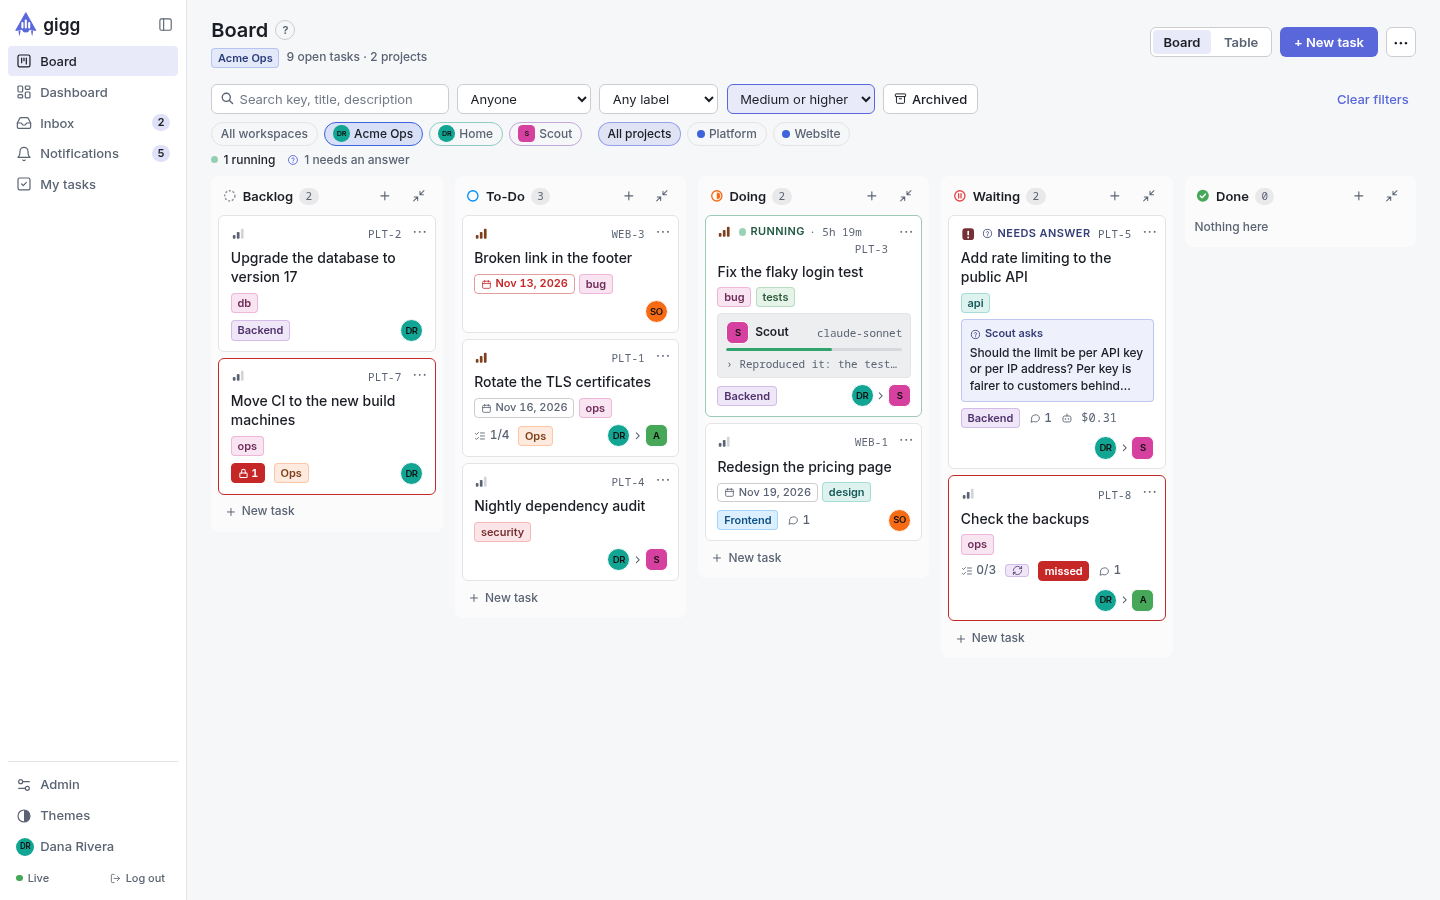 gigg
Board
Dashboard
Inbox 2
Notifications 5
My tasks
Admin
Themes
DR Dana Rivera
Live Log out
Board ?
Acme Ops 9 open tasks · 2 projects
Board Table + New task ...
Search key, title, description Anyone Any label Medium or higher Archived Clear filters
All workspaces DR Acme Ops DR Home S Scout All projects Platform Website
1 running 1 needs an answer
Backlog 2
PLT-2 ...
Upgrade the database to
version 17
db
Backend DR
PLT-7 ...
Move CI to the new build
machines
ops
1 Ops DR
+ New task
To-Do 3
WEB-3 ...
Broken link in the footer
Nov 13, 2026 bug
SO
PLT-1 ...
Rotate the TLS certificates
Nov 16, 2026 ops
1/4 Ops DR > A
PLT-4 ...
Nightly dependency audit
security
DR > S
+ New task
Doing 2
RUNNING · 5h 19m ...
PLT-3
Fix the flaky login test
bug tests
S Scout claude-sonnet
› Reproduced it: the test…
Backend DR > S
WEB-1 ...
Redesign the pricing page
Nov 19, 2026 design
Frontend 1 SO
+ New task
Waiting 2
NEEDS ANSWER PLT-5 ...
Add rate limiting to the
public API
api
Scout asks
Should the limit be per API key
or per IP address? Per key is
fairer to customers behind…
Backend 1 $0.31
DR > S
PLT-8 ...
Check the backups
ops
0/3 missed 1
DR > A
+ New task
Done 0
Nothing here